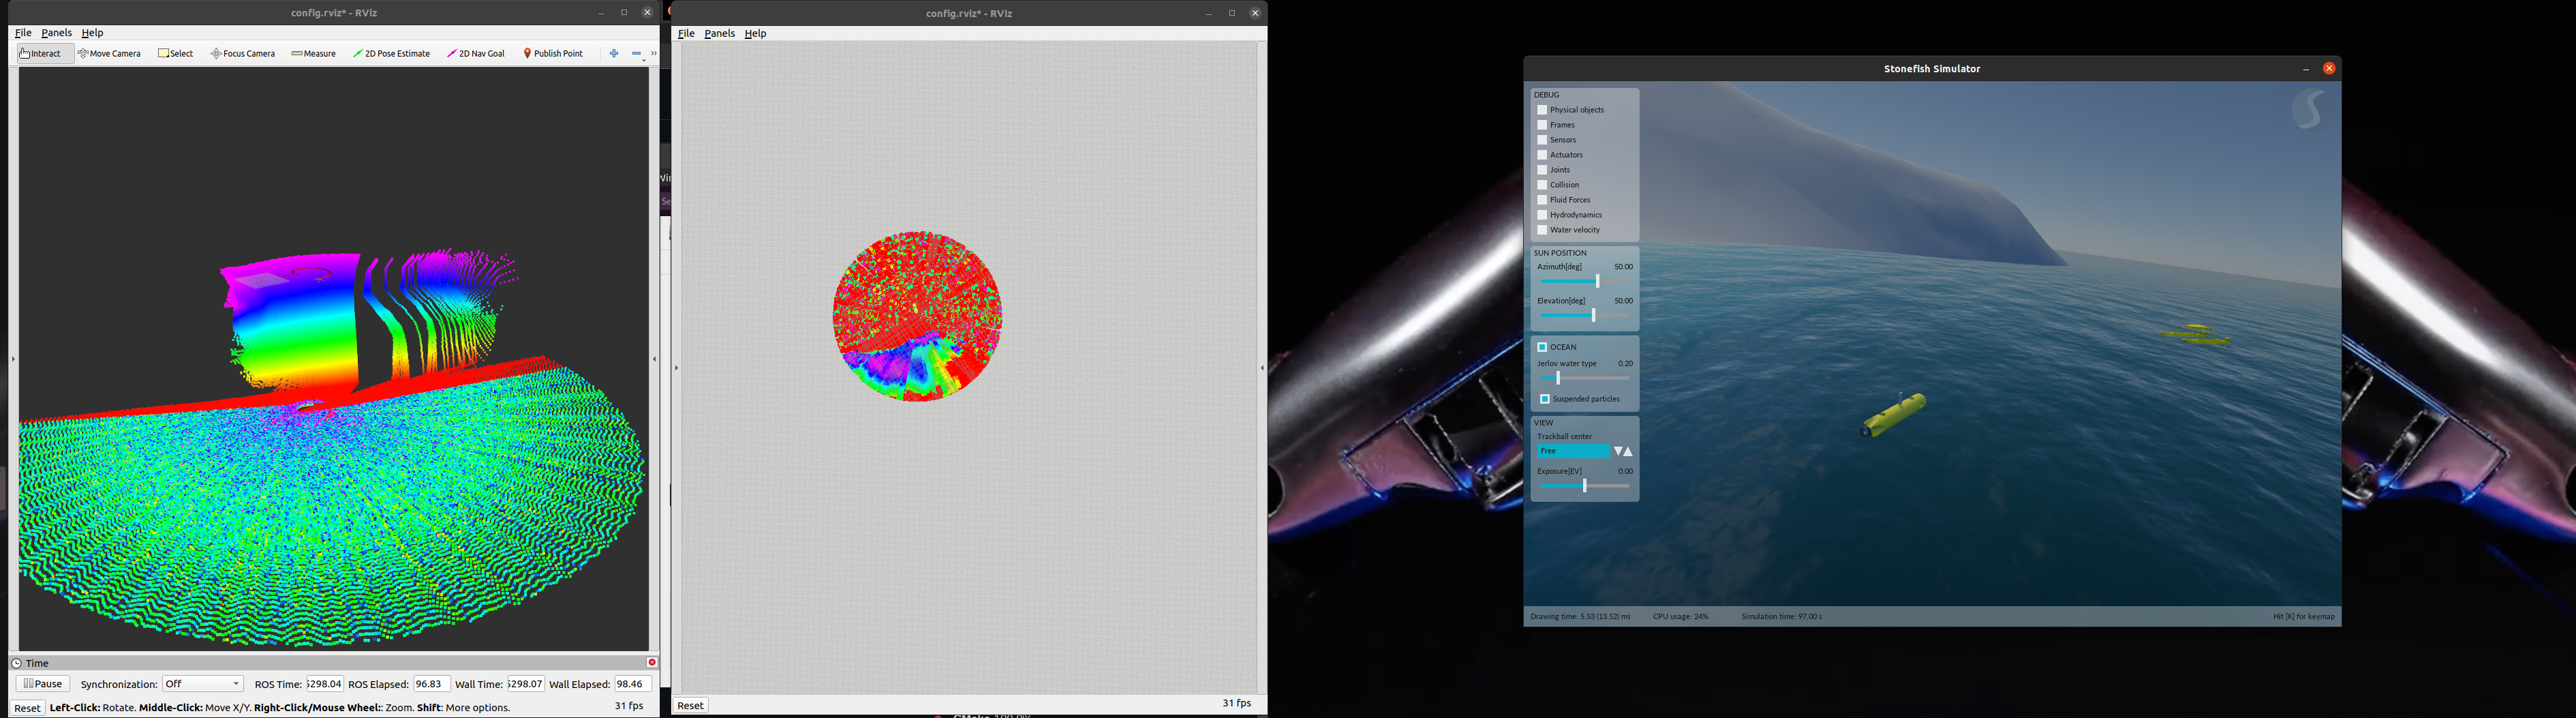 config.rviz* - RViz
File Panels Help
Interact Move Camera Select Focus Camera Measure 2D Pose Estimate 2D Nav Goal Publish Point
Time
Pause Synchronization: Off ROS Time: 5298.04 ROS Elapsed: 96.83 Wall Time: 5298.07 Wall Elapsed: 98.46
Reset Left-Click: Rotate. Middle-Click: Move X/Y. Right-Click/Mouse Wheel:: Zoom. Shift: More options. 31 fps
config.rviz* - RViz
File Panels Help
Reset 31 fps
Stonefish Simulator
DEBUG
Physical objects
Frames
Sensors
Actuators
Joints
Collision
Fluid Forces
Hydrodynamics
Water velocity
SUN POSITION
Azimuth[deg] 50.00
Elevation[deg] 50.00
OCEAN
Jerlov water type 0.20
Suspended particles
VIEW
Trackball center
Free
Exposure[EV] 0.00
Drawing time: 5.53 (13.52) ms CPU usage: 24% Simulation time: 97.00 s Hit [K] for keymap